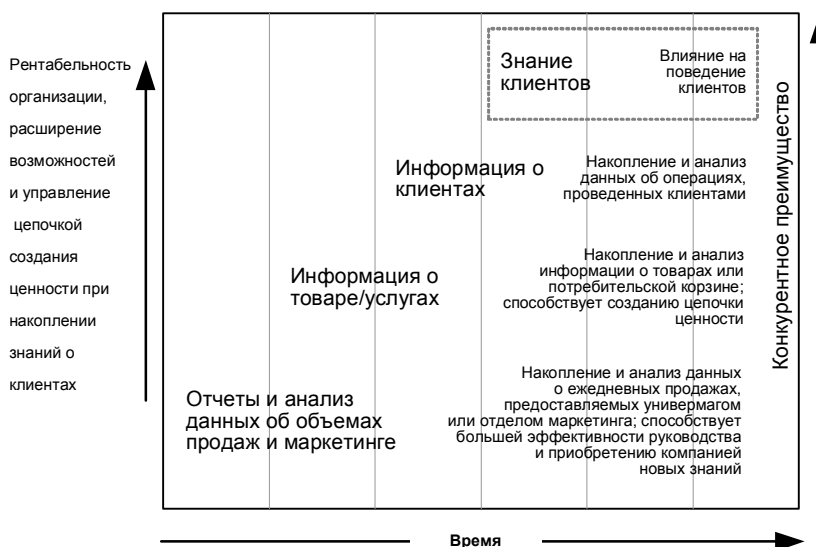 Рентабельность
организации,
расширение
возможностей
и управление
цепочкой
создания
ценности при
накоплении
знаний о
клиентах
Знание
клиентов
Влияние на
поведение
клиентов
Информация о
клиентах
Накопление и анализ
данных об операциях,
проведенных клиентами
Информация о
товаре/услугах
Накопление и анализ
информации о товарах или
потребительской корзине;
способствует созданию цепочки
ценности
Отчеты и анализ
данных об объемах
продаж и маркетинге
Накопление и анализ данных
о ежедневных продажах,
предоставляемых универмагом
или отделом маркетинга; способствует
большей эффективности руководства
и приобретению компанией
новых знаний
Конкурентное преимущество
Время